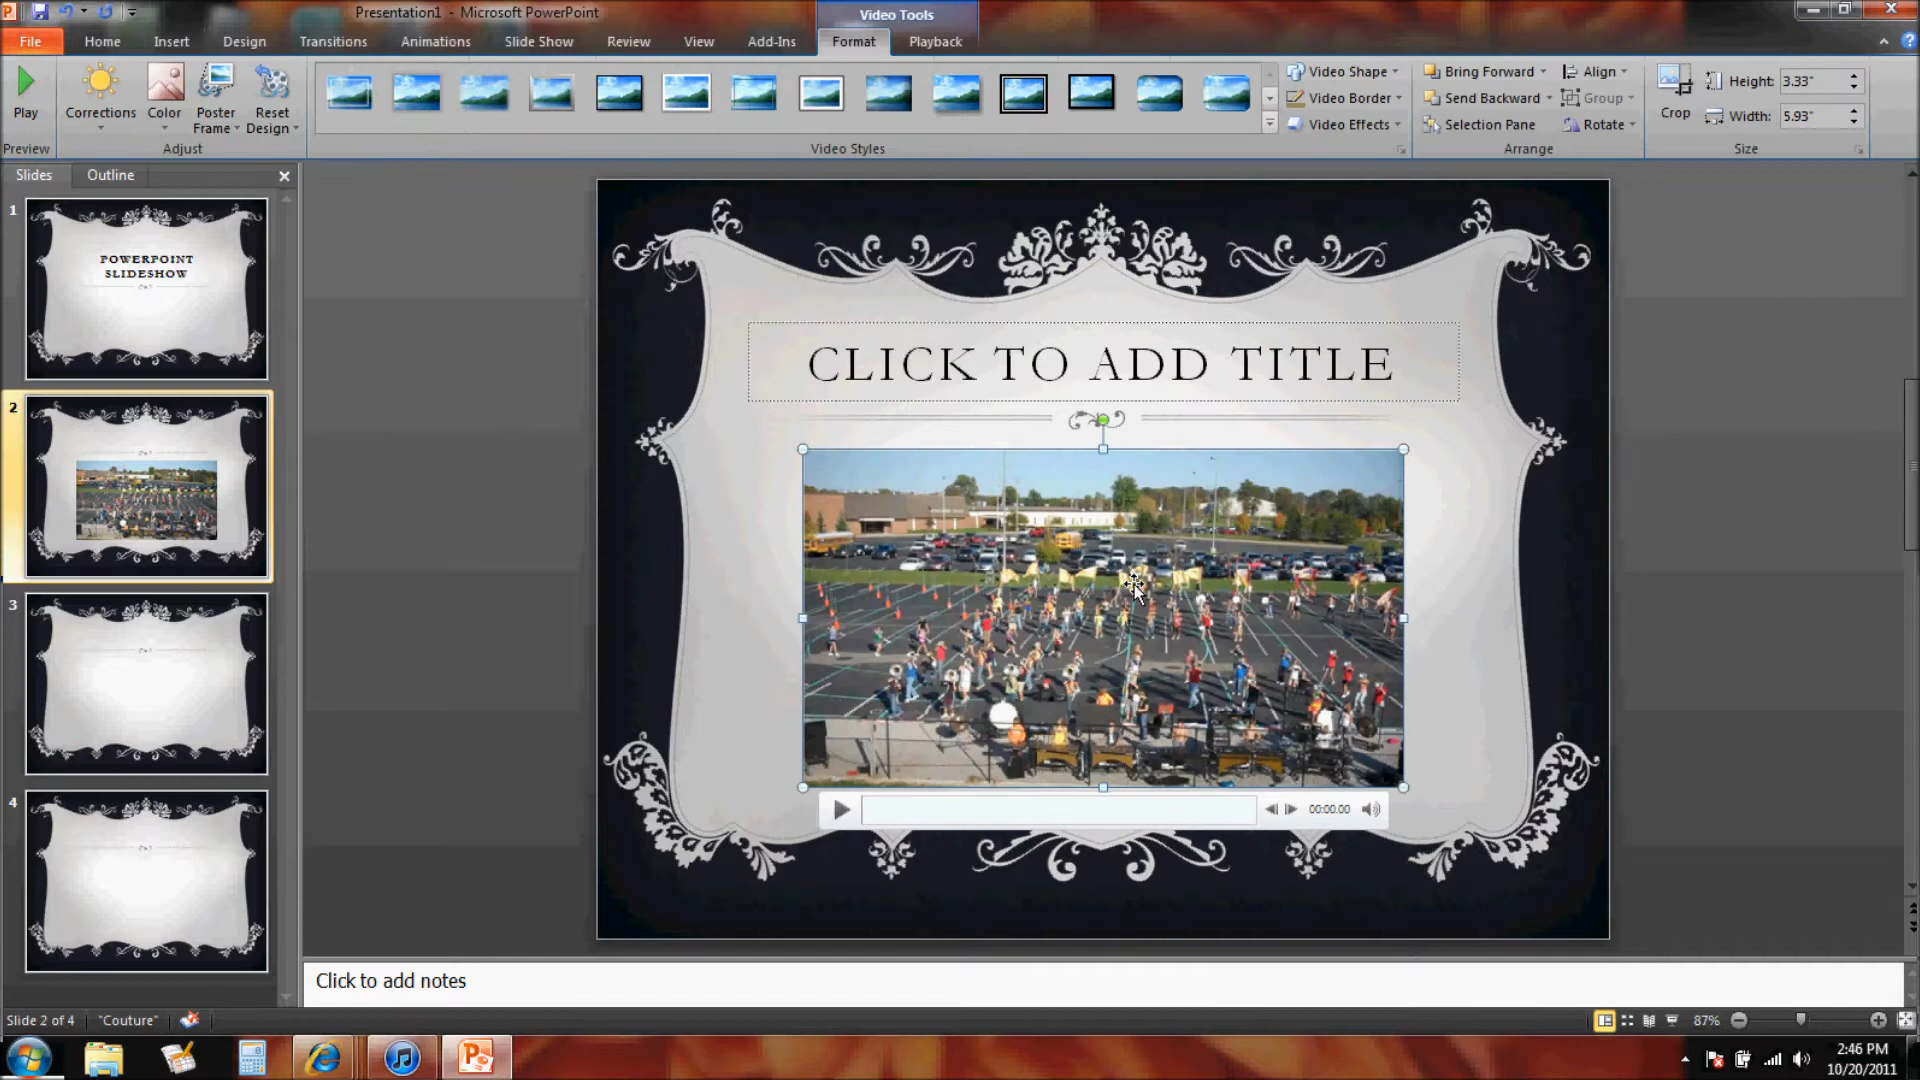 Presentation1 - Microsoft PowerPoint
Video Tools
File
Home
Insert
Design
Transitions
Animations
Slide Show
Review
View
Add-Ins
Format
Playback
Play
Corrections
Color
Poster
Frame
Reset
Design
Video Shape
Video Border
Video Effects
Bring Forward
Send Backward
Selection Pane
Align
Group
Rotate
Crop
Height: 3.33"
Width: 5.93"
Preview
Adjust
Video Styles
Arrange
Size
Slides
Outline
1
POWERPOINT
SLIDESHOW
2
3
4
CLICK TO ADD TITLE
00:00.00
Click to add notes
Slide 2 of 4
"Couture"
87%
2:46 PM
10/20/2011